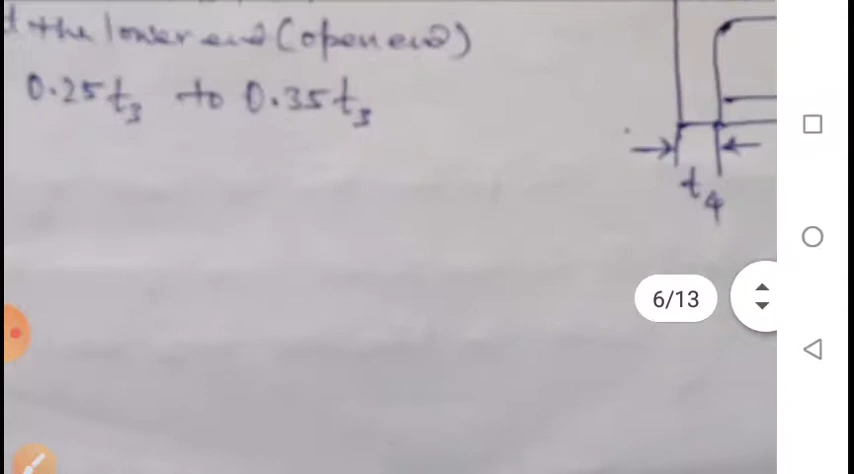 the lower end (open end)
0.25t₃ to 0.35t₃
t₄
6/13